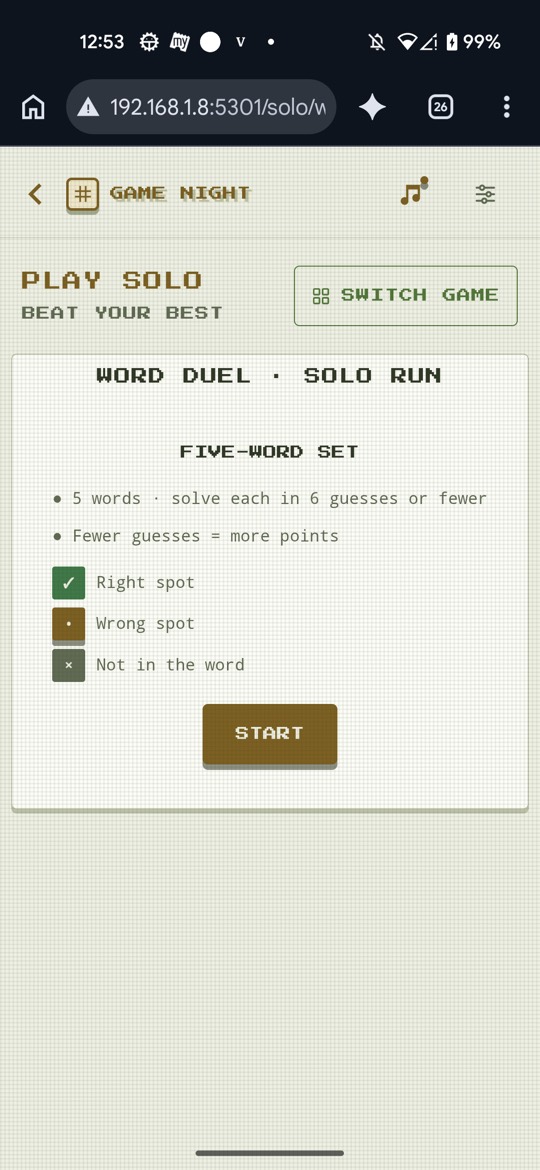 12:53 my V 99%
192.168.1.8:5301/solo/w 26
# GAME NIGHT
PLAY SOLO
BEAT YOUR BEST
SWITCH GAME
WORD DUEL · SOLO RUN
FIVE-WORD SET
• 5 words · solve each in 6 guesses or fewer
• Fewer guesses = more points
✓ Right spot
• Wrong spot
× Not in the word
START